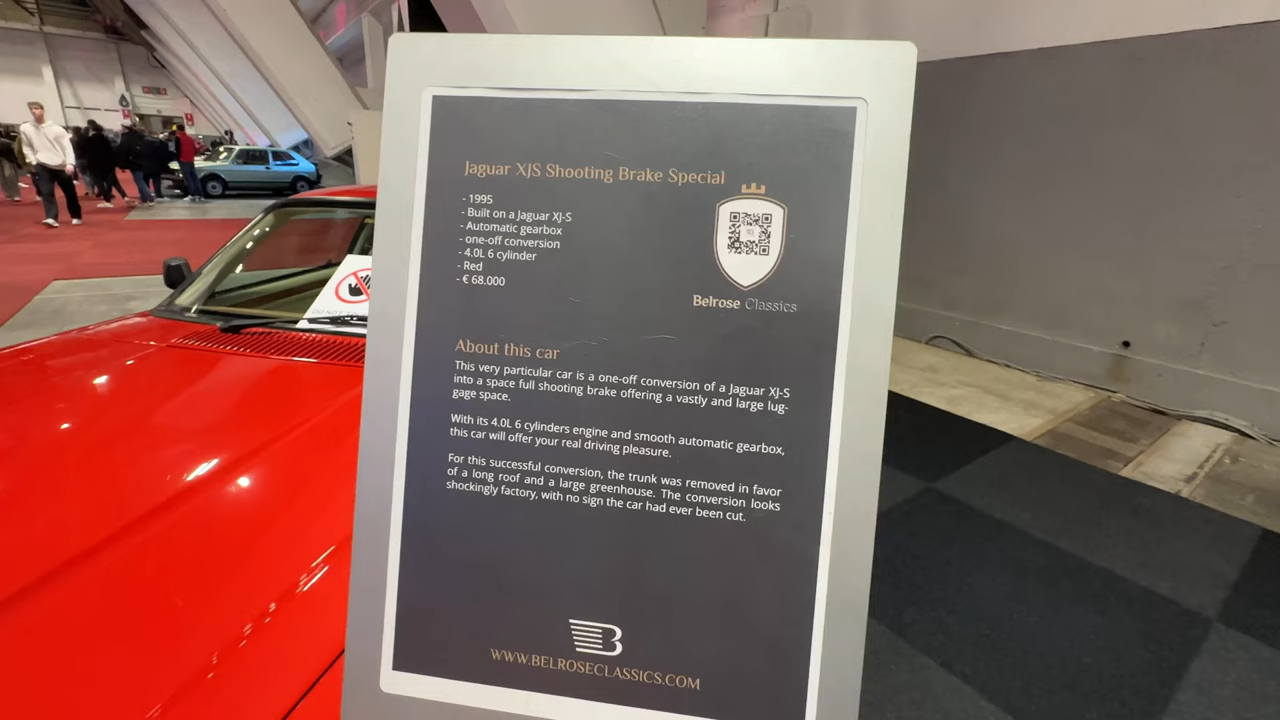 Jaguar XJS Shooting Brake Special
- 1995
- Built on a Jaguar XJ-S
- Automatic gearbox
- one-off conversion
- 4.0L 6 cylinder
- Red
- € 68.000
Belrose Classics
About this car
This very particular car is a one-off conversion of a Jaguar XJ-S
into a space full shooting brake offering a vastly and large lug-
gage space.
With its 4.0L 6 cylinders engine and smooth automatic gearbox,
this car will offer your real driving pleasure.
For this successful conversion, the trunk was removed in favor
of a long roof and a large greenhouse. The conversion looks
shockingly factory, with no sign the car had ever been cut.
B
WWW.BELROSECLASSICS.COM
DO NOT